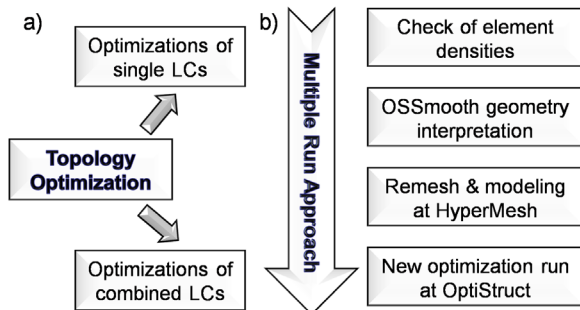 a)
Optimizations of
single LCs
Topology
Optimization
Optimizations of
combined LCs
b)
Multiple Run Approach
Check of element
densities
OSSmooth geometry
interpretation
Remesh & modeling
at HyperMesh
New optimization run
at OptiStruct